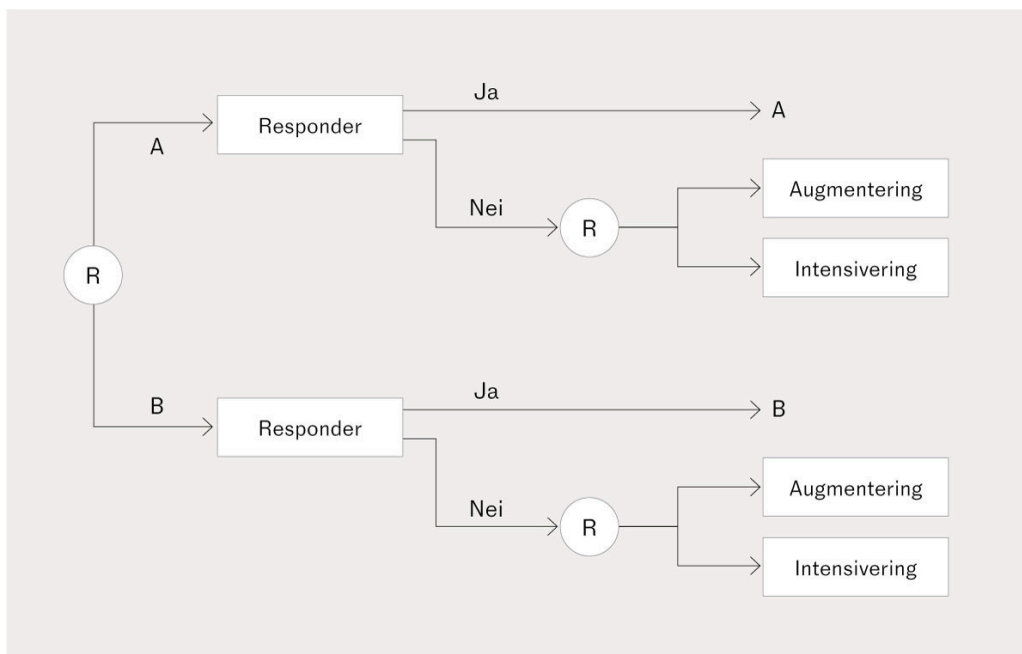 Ja
A
Responder
A
Augmentering
Nei
R
Intensivering
R
Ja
B
B
Responder
Augmentering
Nei
R
Intensivering